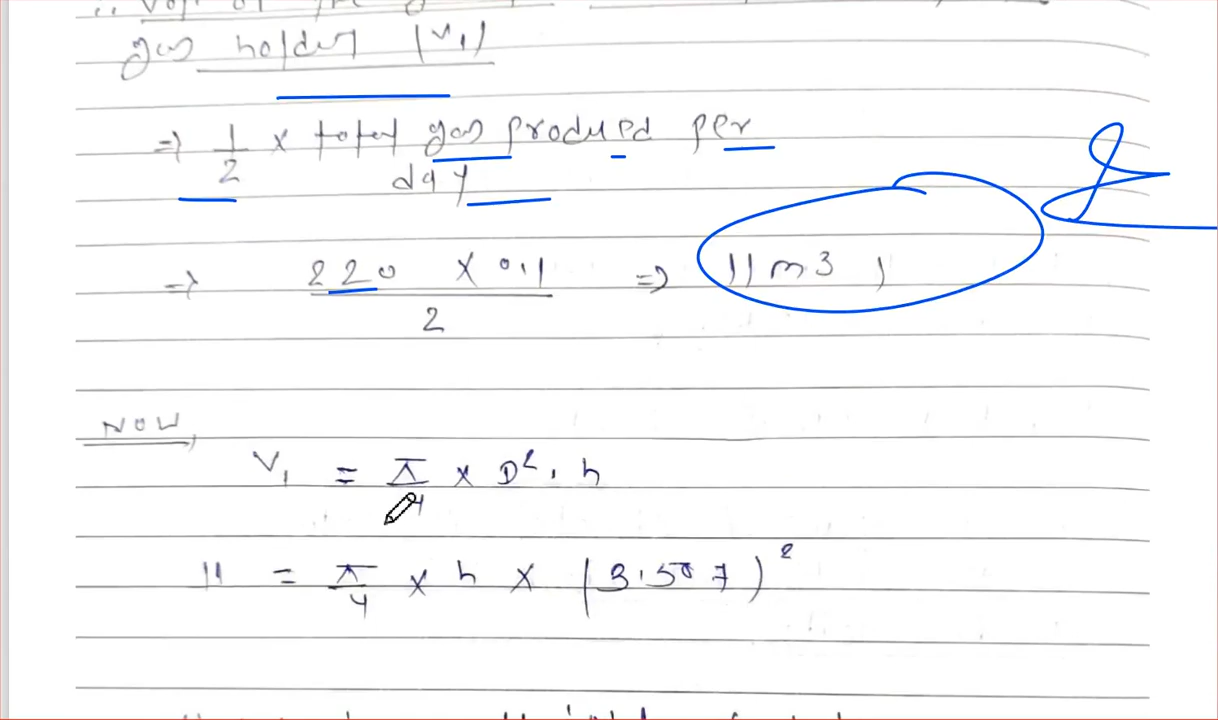 gas holder (V1)
=> 1/2 x total gas produced per
day
=> 220 x 0.1 / 2 => 11 m3 )
NOW
V1 = π/4 x D². h
11 = π/4 x h x (3.507)²